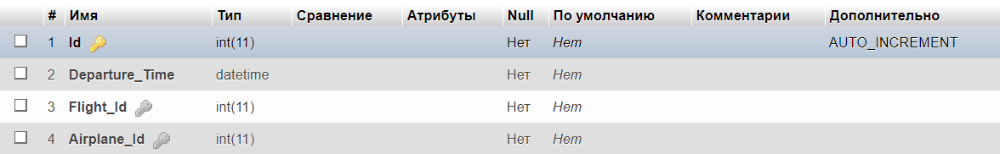 # Имя Тип Сравнение Атрибуты Null По умолчанию Комментарии Дополнительно
1 Id int(11) Нет Нет AUTO_INCREMENT
2 Departure_Time datetime Нет Нет
3 Flight_Id int(11) Нет Нет
4 Airplane_Id int(11) Нет Нет